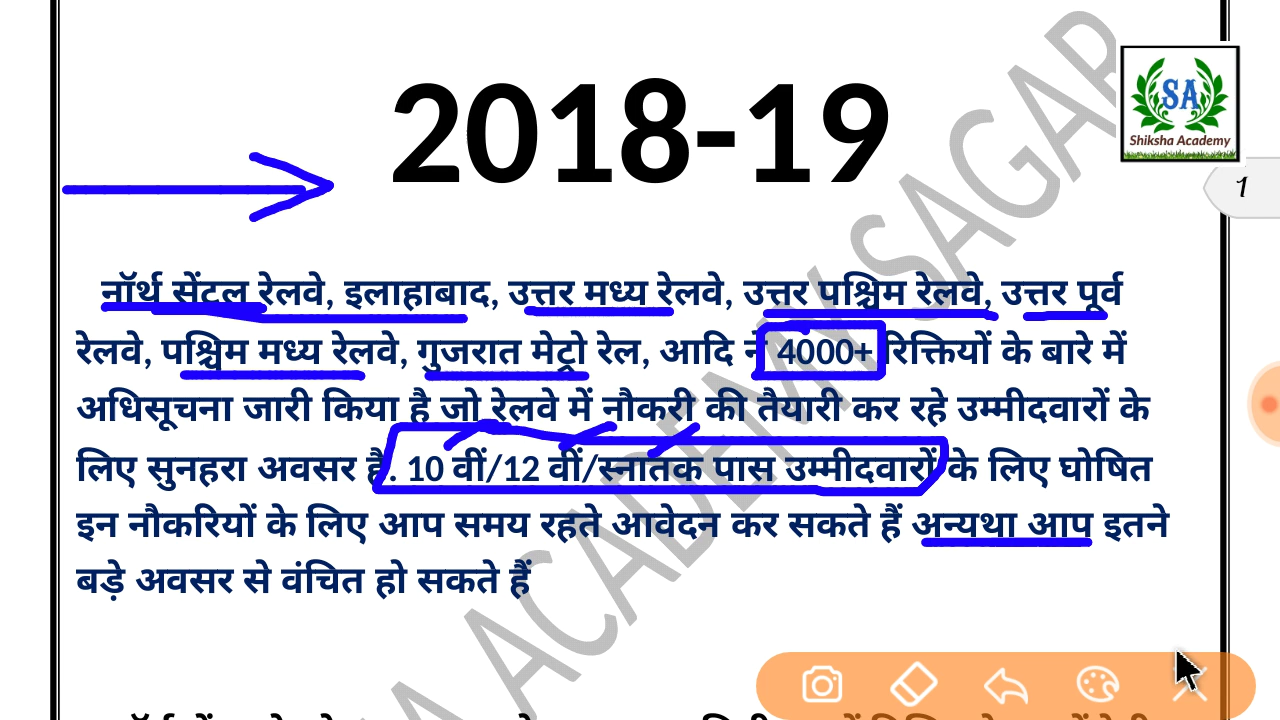 2018-19
SA
Shiksha Academy
1
नॉर्थ सेंटल रेलवे, इलाहाबाद, उत्तर मध्य रेलवे, उत्तर पश्चिम रेलवे, उत्तर पूर्व
रेलवे, पश्चिम मध्य रेलवे, गुजरात मेट्रो रेल, आदि ने 4000+ रिक्तियों के बारे में
अधिसूचना जारी किया है जो रेलवे में नौकरी की तैयारी कर रहे उम्मीदवारों के
लिए सुनहरा अवसर है. 10 वीं/12 वीं/स्नातक पास उम्मीदवारों के लिए घोषित
इन नौकरियों के लिए आप समय रहते आवेदन कर सकते हैं अन्यथा आप इतने
बड़े अवसर से वंचित हो सकते हैं
A ACADEMY SAGAR